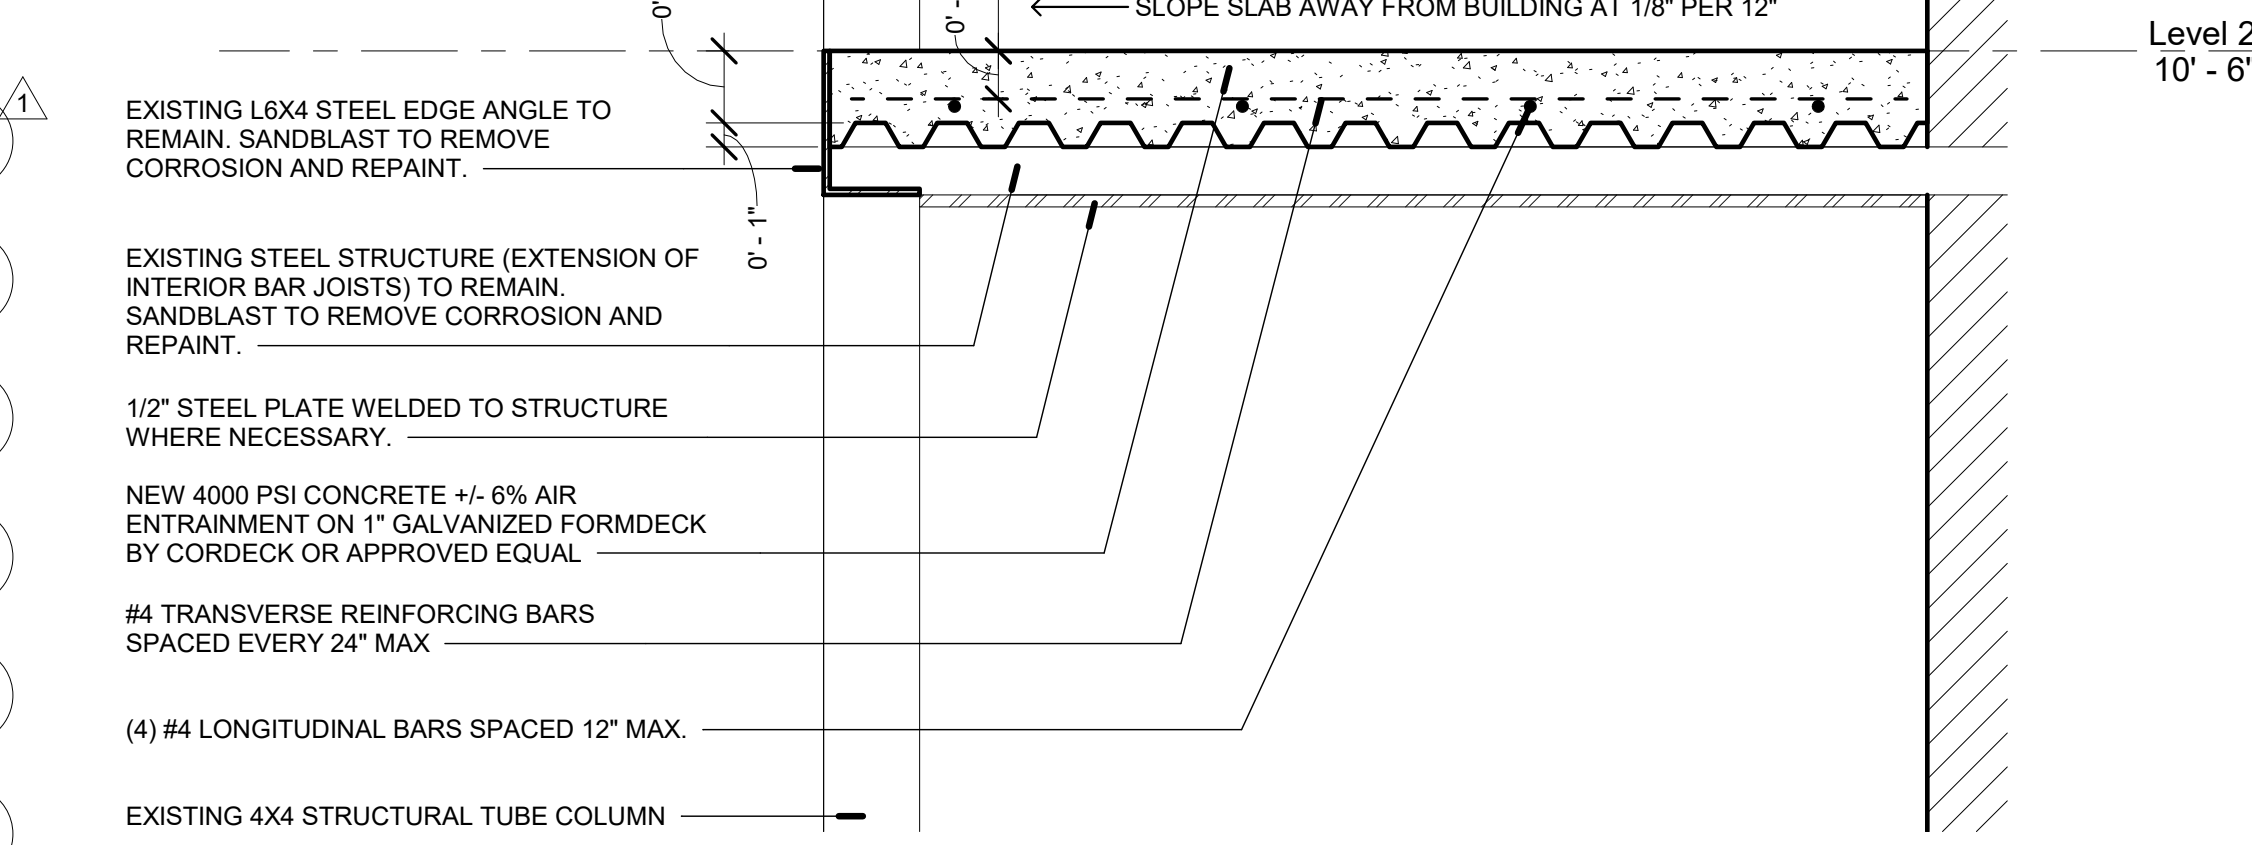 0'
0' -
SLOPE SLAB AWAY FROM BUILDING AT 1/8" PER 12"
Level 2
10' - 6"
1
EXISTING L6X4 STEEL EDGE ANGLE TO
REMAIN. SANDBLAST TO REMOVE
CORROSION AND REPAINT.
0' - 1"
EXISTING STEEL STRUCTURE (EXTENSION OF
INTERIOR BAR JOISTS) TO REMAIN.
SANDBLAST TO REMOVE CORROSION AND
REPAINT.
1/2" STEEL PLATE WELDED TO STRUCTURE
WHERE NECESSARY.
NEW 4000 PSI CONCRETE +/- 6% AIR
ENTRAINMENT ON 1" GALVANIZED FORMDECK
BY CORDECK OR APPROVED EQUAL
#4 TRANSVERSE REINFORCING BARS
SPACED EVERY 24" MAX
(4) #4 LONGITUDINAL BARS SPACED 12" MAX.
EXISTING 4X4 STRUCTURAL TUBE COLUMN